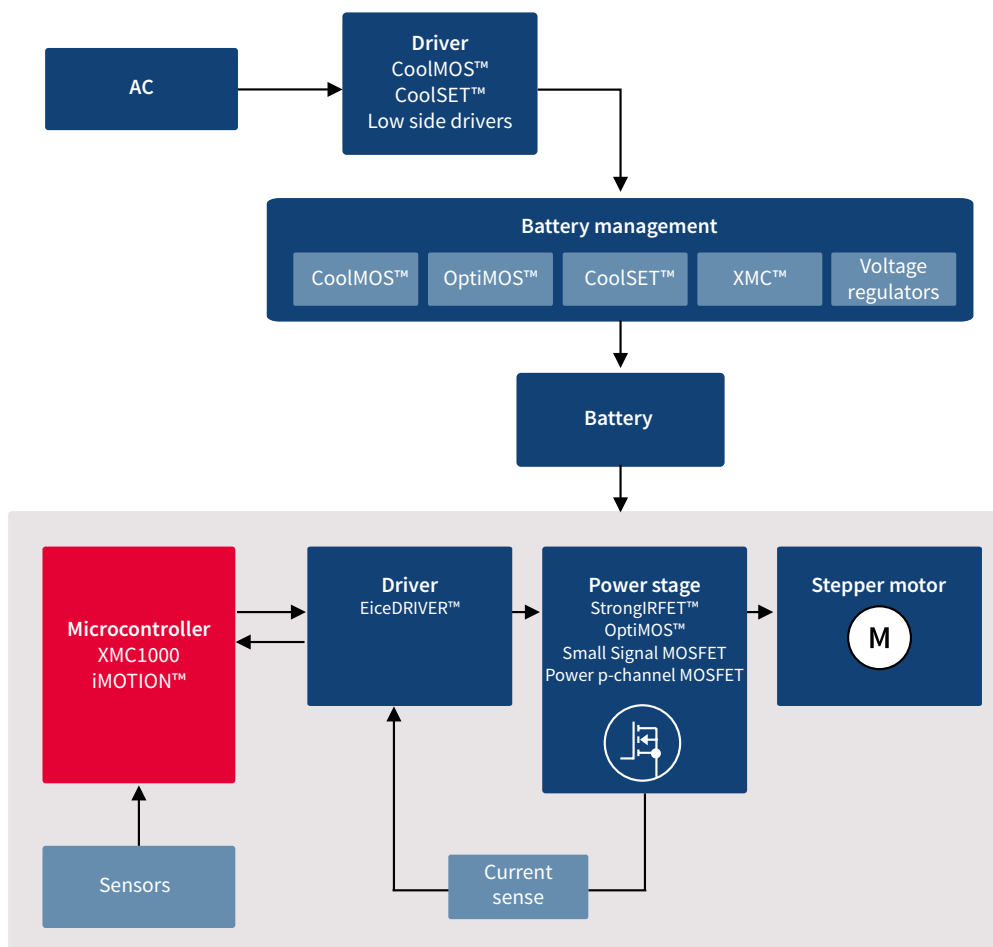 AC
Driver
CoolMOS™
CoolSET™
Low side drivers
Battery management
CoolMOS™
OptiMOS™
CoolSET™
XMC™
Voltage
regulators
Battery
Microcontroller
XMC1000
iMOTION™
Driver
EiceDRIVER™
Power stage
StrongIRFET™
OptiMOS™
Small Signal MOSFET
Power p-channel MOSFET
Stepper motor
M
Sensors
Current
sense